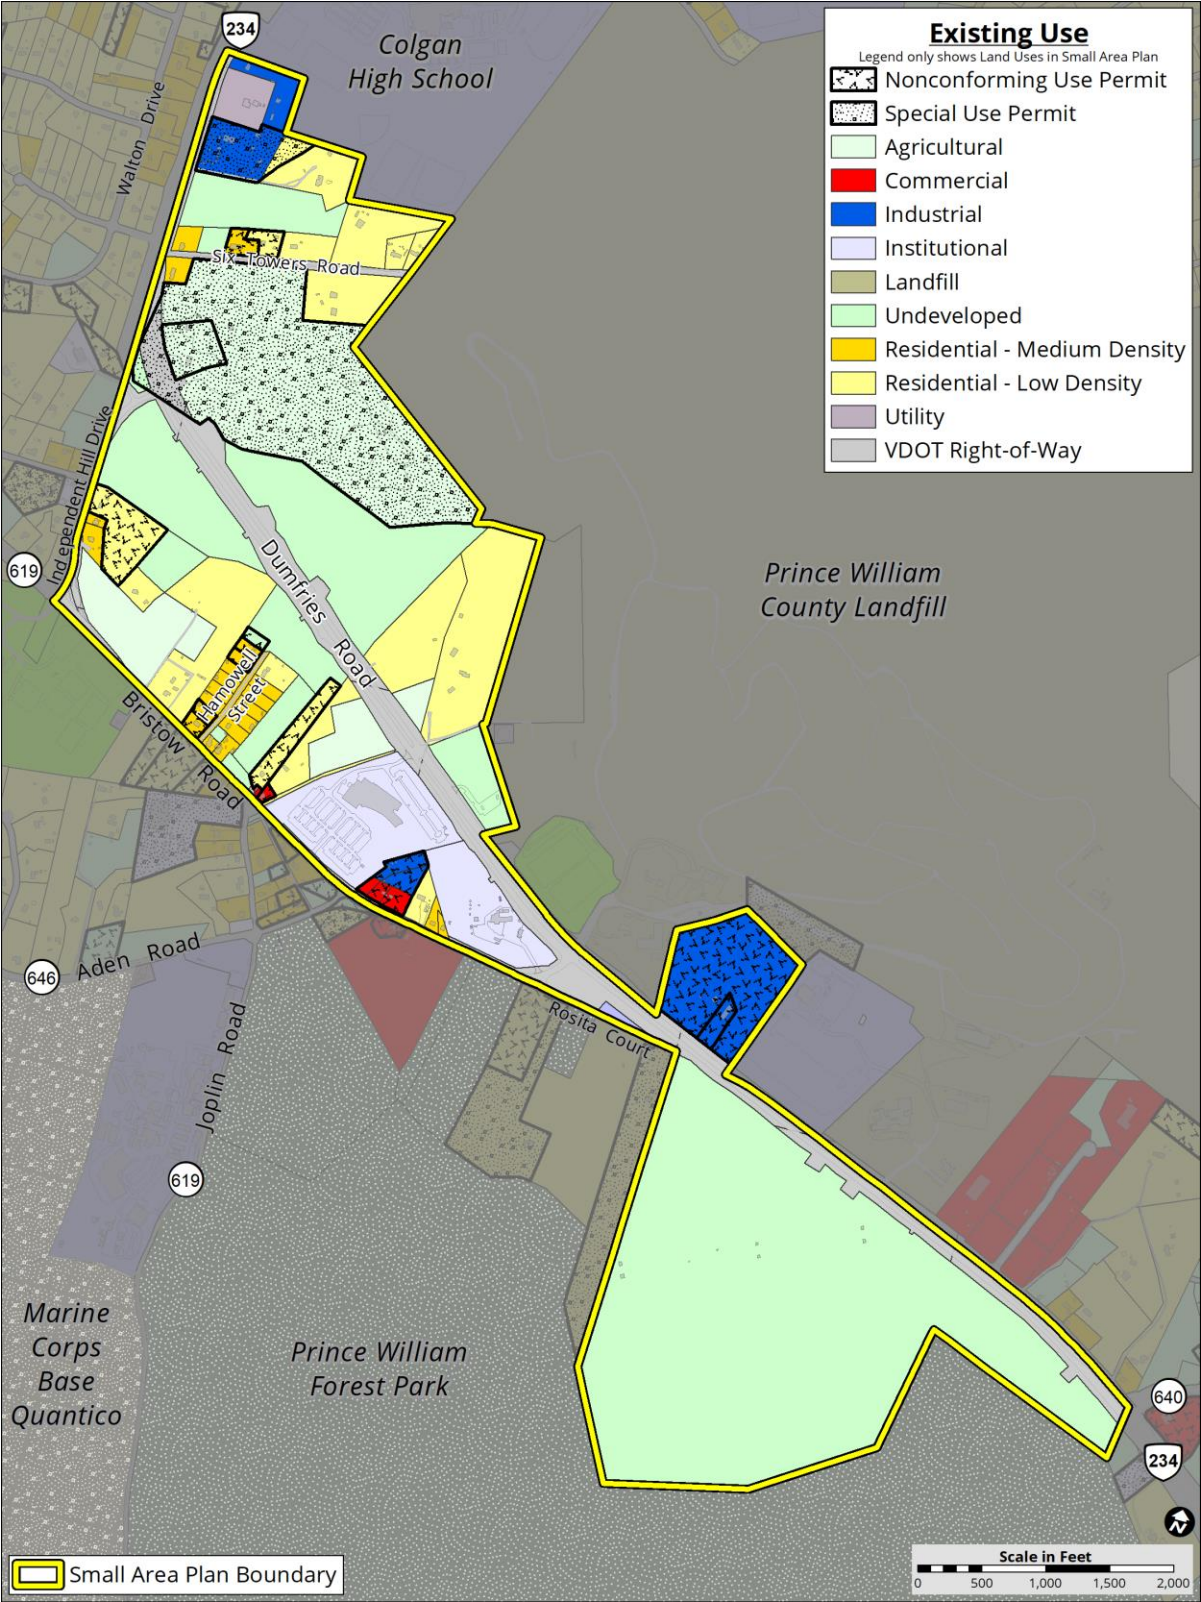 234
Colgan
High School
Existing Use
Legend only shows Land Uses in Small Area Plan
Nonconforming Use Permit
Special Use Permit
Agricultural
Commercial
Industrial
Institutional
Landfill
Undeveloped
Residential - Medium Density
Residential - Low Density
Utility
VDOT Right-of-Way
Walton Drive
Six Towers Road
Independent Hill Drive
619
Dumfries Road
Prince William
County Landfill
Hamowell
Street
Bristow Road
Aden Road
646
Joplin Road
Rosita Court
619
Marine
Corps
Base
Quantico
Prince William
Forest Park
640
234
N
Small Area Plan Boundary
Scale in Feet
0 500 1,000 1,500 2,000